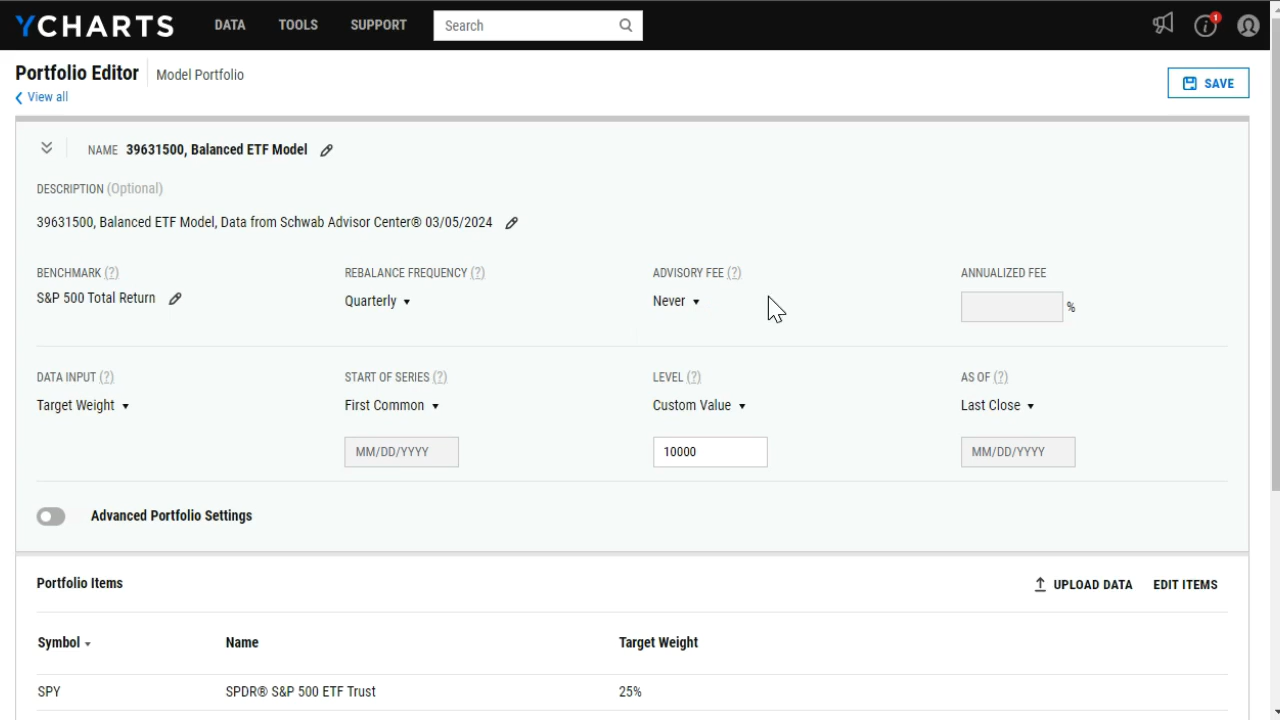 YCHARTS DATA TOOLS SUPPORT Search 1
Portfolio Editor Model Portfolio
View all
SAVE
NAME 39631500, Balanced ETF Model
DESCRIPTION (Optional)
39631500, Balanced ETF Model, Data from Schwab Advisor Center® 03/05/2024
BENCHMARK (?) REBALANCE FREQUENCY (?) ADVISORY FEE (?) ANNUALIZED FEE
S&P 500 Total Return Quarterly Never %
DATA INPUT (?) START OF SERIES (?) LEVEL (?) AS OF (?)
Target Weight First Common Custom Value Last Close
MM/DD/YYYY 10000 MM/DD/YYYY
Advanced Portfolio Settings
Portfolio Items UPLOAD DATA EDIT ITEMS
Symbol Name Target Weight
SPY SPDR® S&P 500 ETF Trust 25%